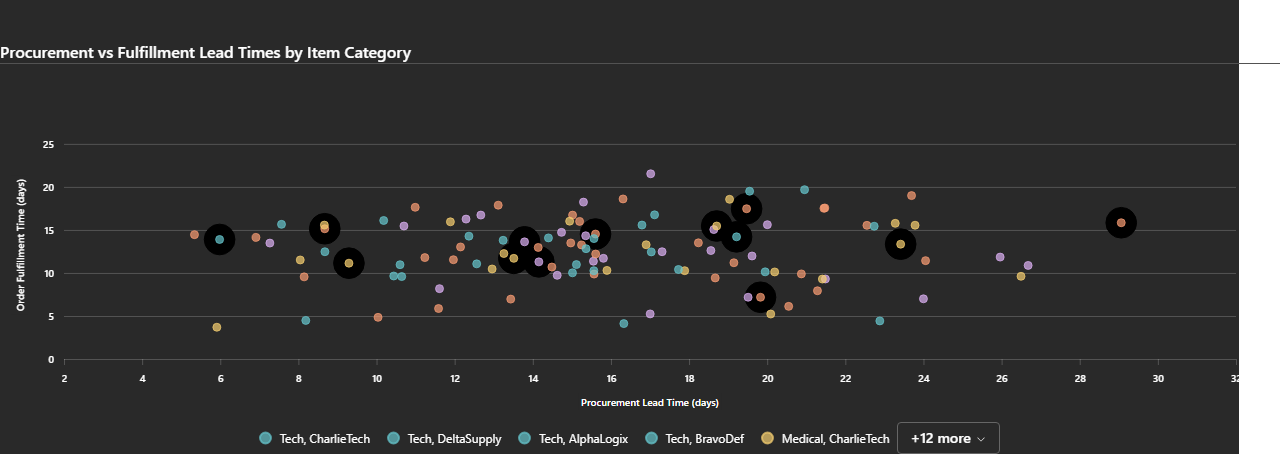 Procurement vs Fulfillment Lead Times by Item Category
Order Fulfillment Time (days)
25
20
15
10
5
0
2 4 6 8 10 12 14 16 18 20 22 24 26 28 30 32
Procurement Lead Time (days)
Tech, CharlieTech Tech, DeltaSupply Tech, AlphaLogix Tech, BravoDef Medical, CharlieTech +12 more